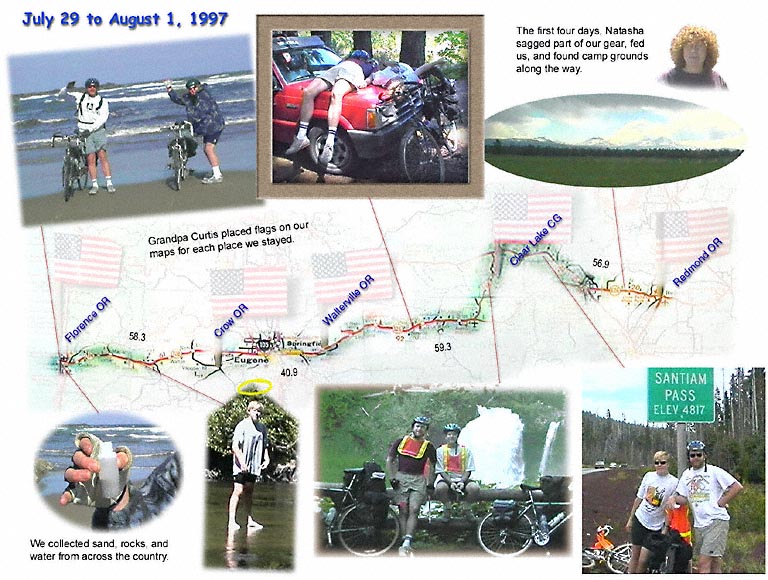 July 29 to August 1, 1997
The first four days, Natasha
sagged part of our gear, fed
us, and found camp grounds
along the way.
Grandpa Curtis placed flags on our
maps for each place we stayed.
Florence OR
58.3
Crow OR
Eugene
40.9
Springfie
Walterville OR
59.3
Clear Lake CG
56.9
Redmond OR
SANTIAM
PASS
ELEV 4817
We collected sand, rocks, and
water from across the country.